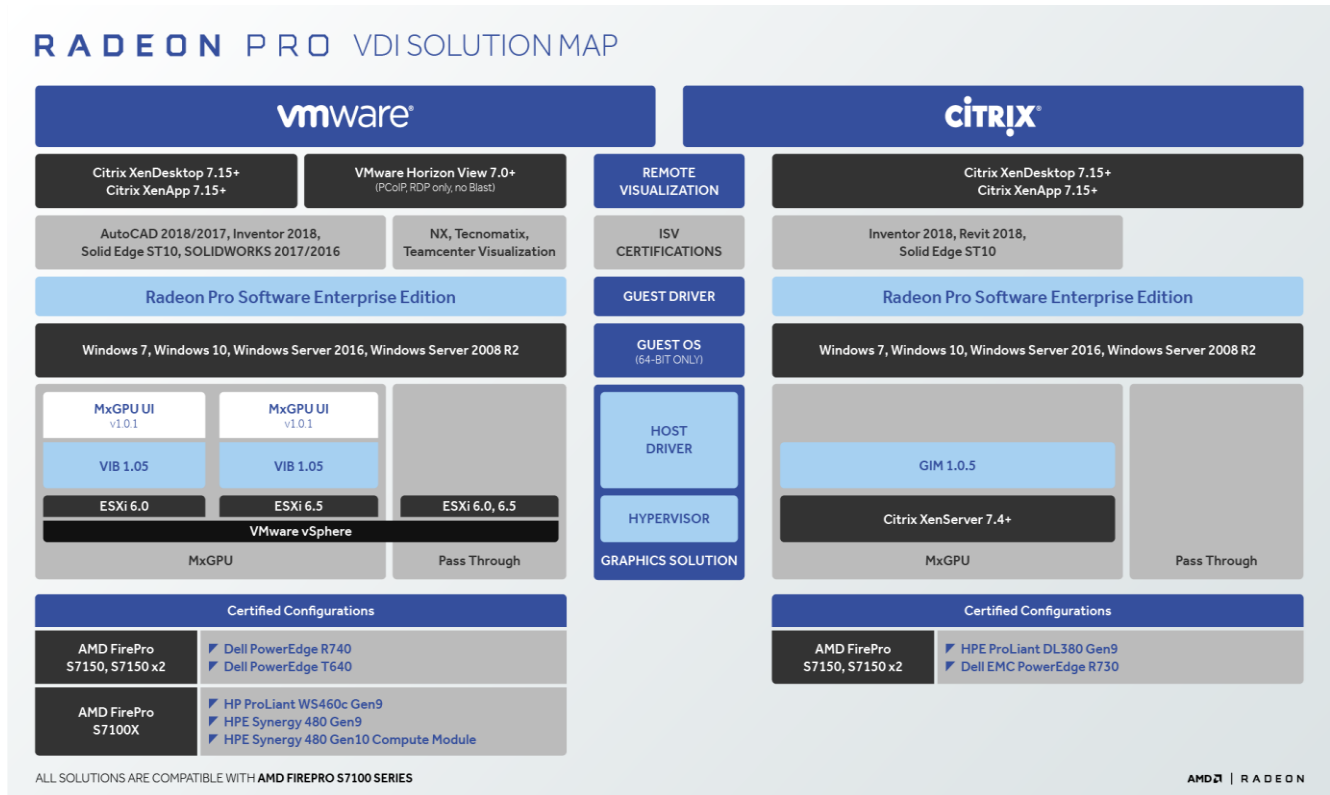 RADEON PRO VDI SOLUTION MAP
vmware®
CİTRIX®
Citrix XenDesktop 7.15+
Citrix XenApp 7.15+
VMware Horizon View 7.0+
(PCoIP, RDP only, no Blast)
REMOTE
VISUALIZATION
Citrix XenDesktop 7.15+
Citrix XenApp 7.15+
AutoCAD 2018/2017, Inventor 2018,
Solid Edge ST10, SOLIDWORKS 2017/2016
NX, Tecnomatix,
Teamcenter Visualization
ISV
CERTIFICATIONS
Inventor 2018, Revit 2018,
Solid Edge ST10
Radeon Pro Software Enterprise Edition
GUEST DRIVER
Radeon Pro Software Enterprise Edition
Windows 7, Windows 10, Windows Server 2016, Windows Server 2008 R2
GUEST OS
(64-BIT ONLY)
Windows 7, Windows 10, Windows Server 2016, Windows Server 2008 R2
MxGPU UI
v1.0.1
MxGPU UI
v1.0.1
VIB 1.05
VIB 1.05
HOST
DRIVER
GIM 1.0.5
ESXi 6.0
ESXi 6.5
ESXi 6.0, 6.5
VMware vSphere
HYPERVISOR
Citrix XenServer 7.4+
MxGPU
Pass Through
GRAPHICS SOLUTION
MxGPU
Pass Through
Certified Configurations
AMD FirePro
S7150, S7150 x2
Dell PowerEdge R740
Dell PowerEdge T640
AMD FirePro
S7100X
HP ProLiant WS460c Gen9
HPE Synergy 480 Gen9
HPE Synergy 480 Gen10 Compute Module
Certified Configurations
AMD FirePro
S7150, S7150 x2
HPE ProLiant DL380 Gen9
Dell EMC PowerEdge R730
ALL SOLUTIONS ARE COMPATIBLE WITH AMD FIREPRO S7100 SERIES
AMD | RADEON